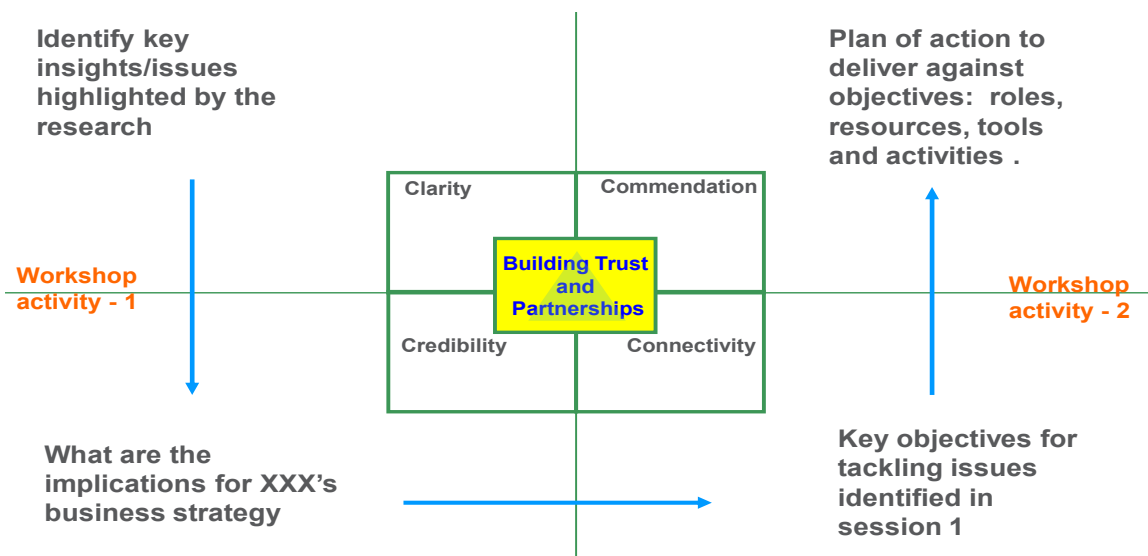 Identify key
insights/issues
highlighted by the
research
Plan of action to
deliver against
objectives:  roles,
resources, tools
and activities .
Clarity
Commendation
Workshop
activity - 1
Building Trust
and
Partnerships
Workshop
activity - 2
Credibility
Connectivity
What are the
implications for XXX’s
business strategy
Key objectives for
tackling issues
identified in
session 1